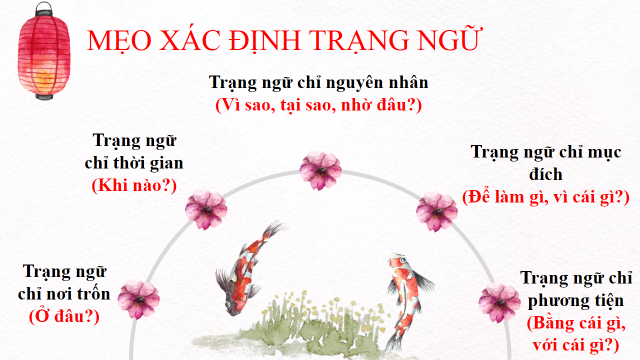 MẸO XÁC ĐỊNH TRẠNG NGỮ
Trạng ngữ chỉ nguyên nhân
(Vì sao, tại sao, nhờ đâu?)
Trạng ngữ
chỉ thời gian
(Khi nào?)
Trạng ngữ chỉ mục
đích
(Để làm gì, vì cái gì?)
Trạng ngữ
chỉ nơi trốn
(Ở đâu?)
Trạng ngữ chỉ
phương tiện
(Bằng cái gì,
với cái gì?)